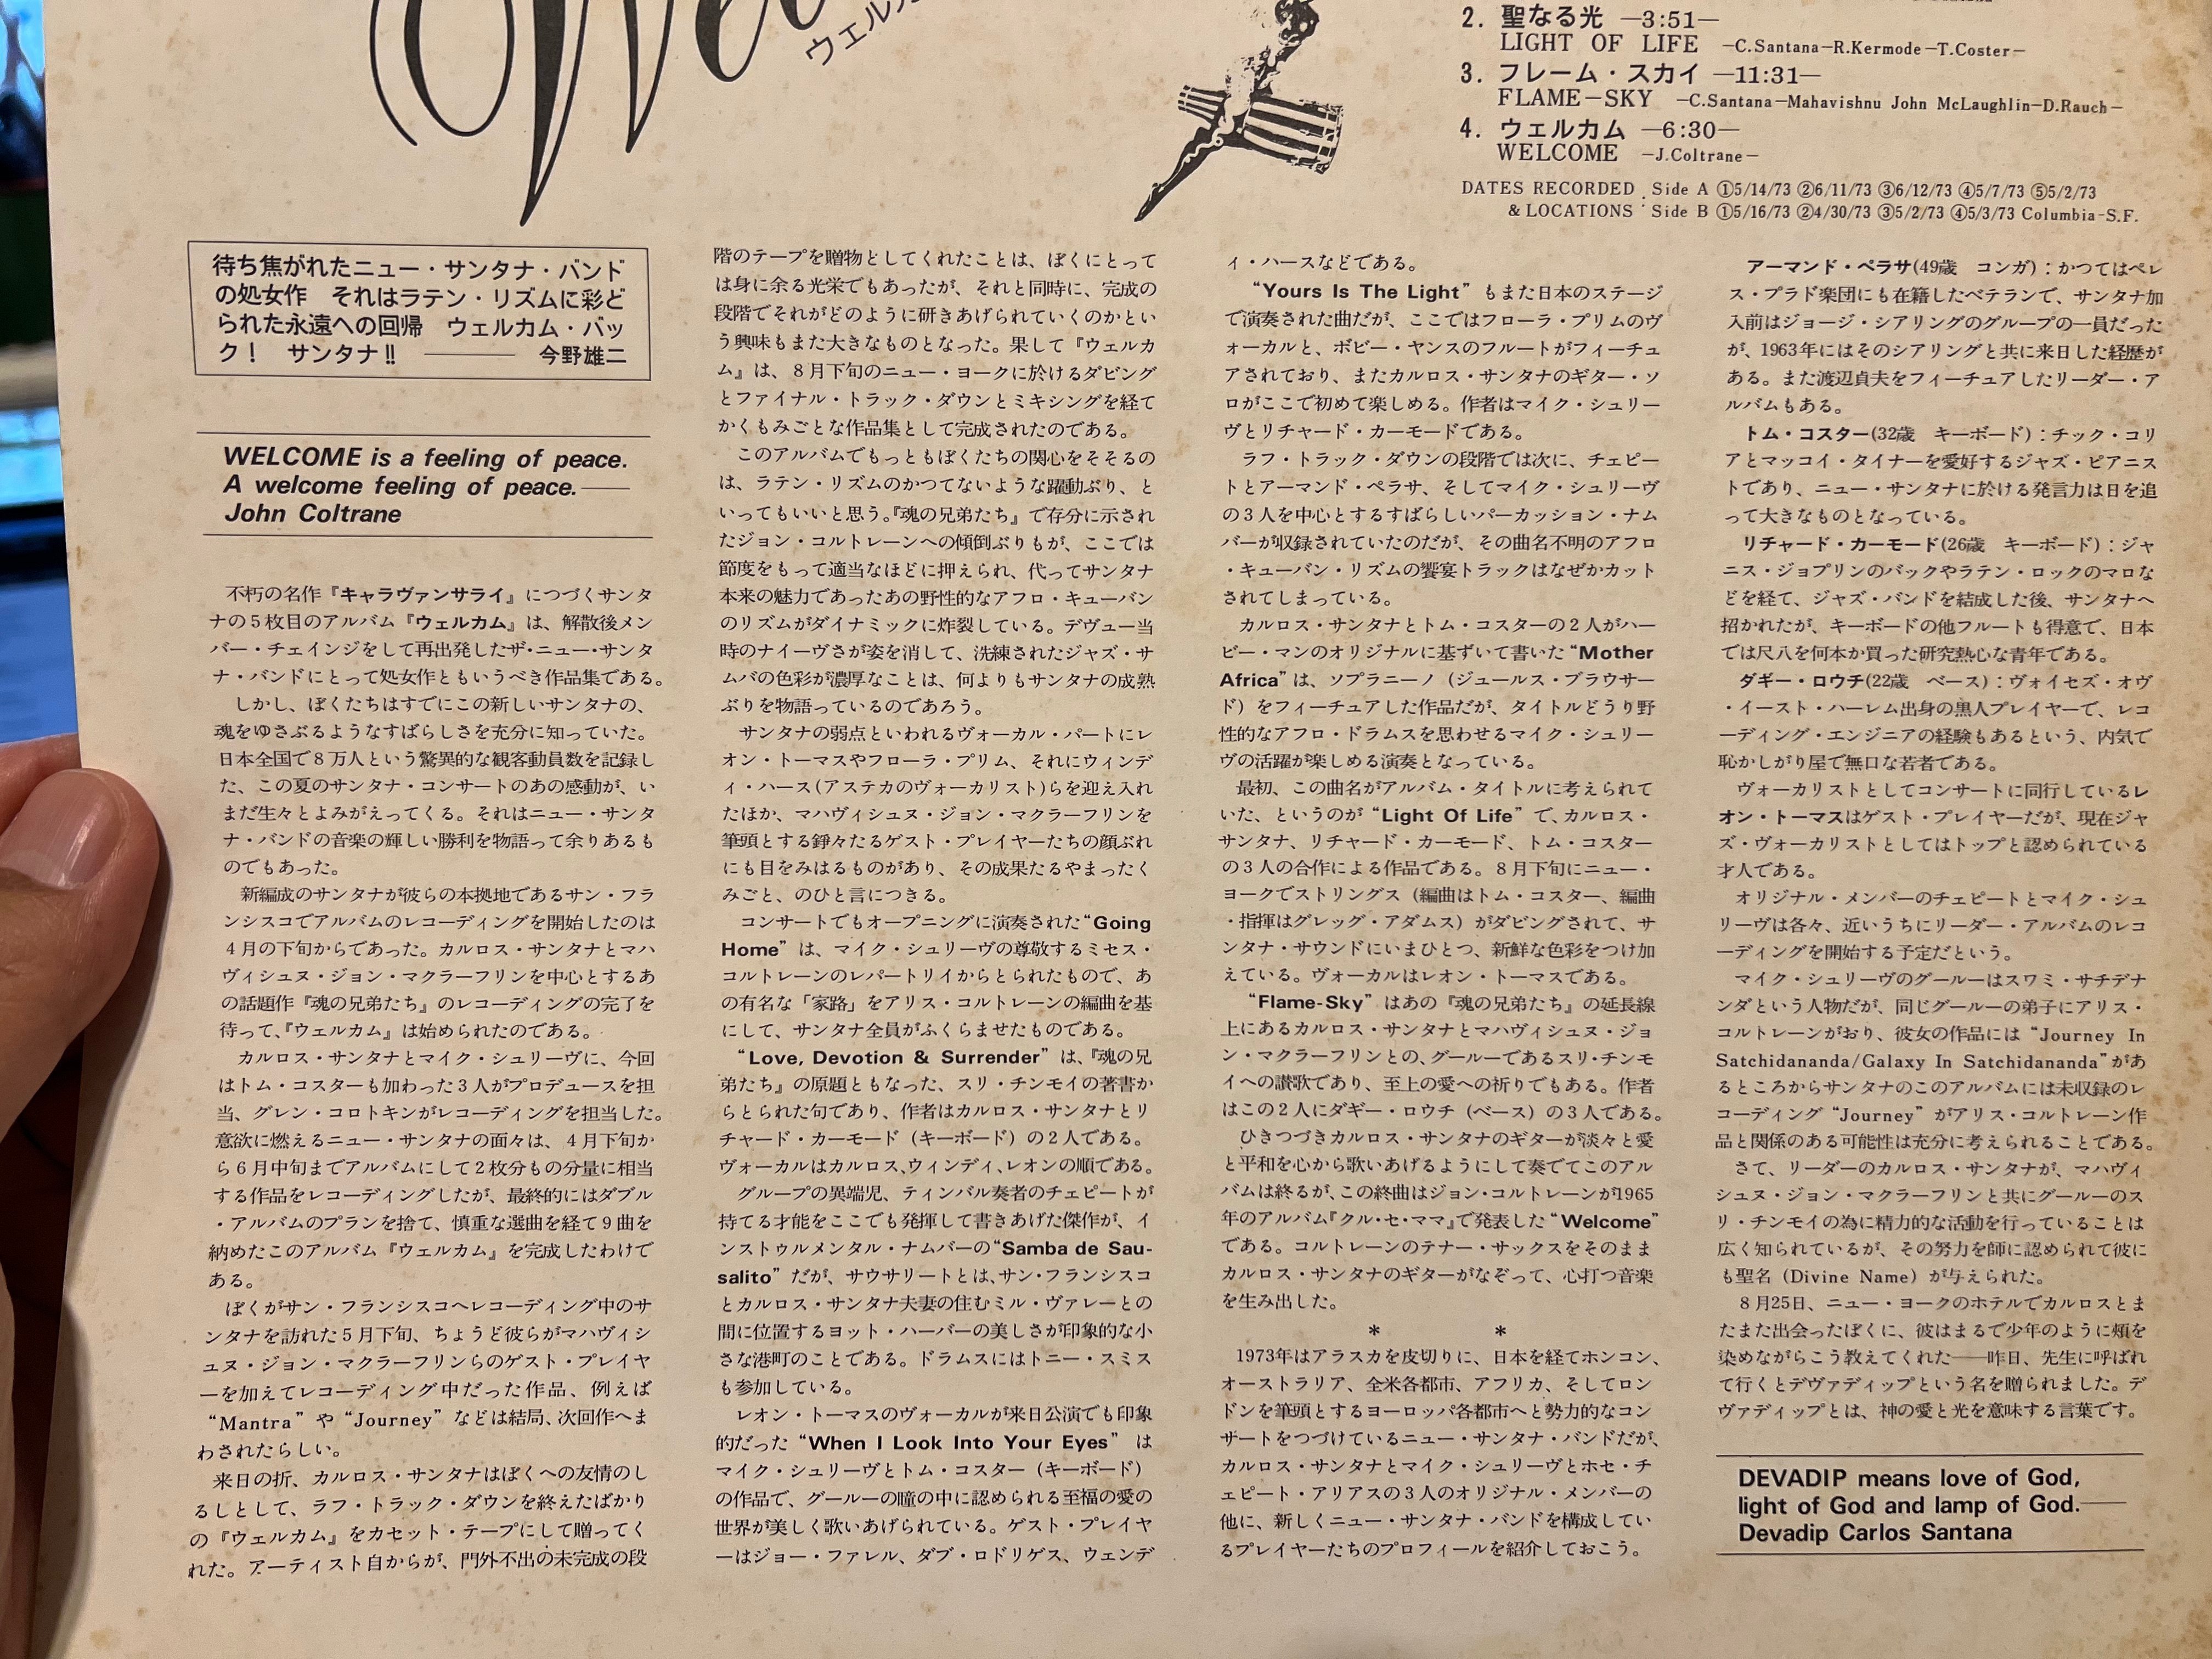 ウェル
2. 聖なる光 —3:51—
LIGHT OF LIFE —C.Santana—R.Kermode—T.Coster—
3. フレーム・スカイ —11:31—
FLAME—SKY —C.Santana—Mahavishnu John McLaughlin—D.Rauch—
4. ウェルカム —6:30—
WELCOME —J.Coltrane—
DATES RECORDED : Side A ①5/14/73 ②6/11/73 ③6/12/73 ④5/7/73 ⑤5/2/73
& LOCATIONS : Side B ①5/16/73 ②4/30/73 ③5/2/73 ④5/3/73 Columbia-S.F.
待ち焦がれたニュー・サンタナ・バンド
の処女作 それはラテン・リズムに彩ど
られた永遠への回帰 ウェルカム・バッ
ク! サンタナ!! ——— 今野雄二
WELCOME is a feeling of peace.
A welcome feeling of peace.——
John Coltrane
不朽の名作『キャラヴァンサライ』につづくサンタ
ナの5枚目のアルバム『ウェルカム』は、解散後メン
バー・チェインジをして再出発したザ・ニュー・サンタ
ナ・バンドにとって処女作ともいうべき作品集である。
しかし、ぼくたちはすでにこの新しいサンタナの、
魂をゆさぶるようなすばらしさを充分に知っていた。
日本全国で8万人という驚異的な観客動員数を記録し
た、この夏のサンタナ・コンサートのあの感動が、い
まだ生々とよみがえってくる。それはニュー・サンタ
ナ・バンドの音楽の輝しい勝利を物語って余りあるも
のでもあった。
新編成のサンタナが彼らの本拠地であるサン・フラ
ンシスコでアルバムのレコーディングを開始したのは
4月の下旬からであった。カルロス・サンタナとマハ
ヴィシュヌ・ジョン・マクラーフリンを中心とするあ
の話題作『魂の兄弟たち』のレコーディングの完了を
待って、『ウェルカム』は始められたのである。
カルロス・サンタナとマイク・シュリーヴに、今回
はトム・コスターも加わった3人がプロデュースを担
当、グレン・コロトキンがレコーディングを担当した。
意欲に燃えるニュー・サンタナの面々は、4月下旬か
ら6月中旬までアルバムにして2枚分もの分量に相当
する作品をレコーディングしたが、最終的にはダブル
・アルバムのプランを捨て、慎重な選曲を経て9曲を
納めたこのアルバム『ウェルカム』を完成したわけで
ある。
ぼくがサン・フランシスコへレコーディング中のサ
ンタナを訪れた5月下旬、ちょうど彼らがマハヴィシ
ュヌ・ジョン・マクラーフリンらのゲスト・プレイヤ
ーを加えてレコーディング中だった作品、例えば
“Mantra”や“Journey”などは結局、次回作へま
わされたらしい。
来日の折、カルロス・サンタナはぼくへの友情のし
るしとして、ラフ・トラック・ダウンを終えたばかり
の『ウェルカム』をカセット・テープにして贈ってく
れた。アーティスト自からが、門外不出の未完成の段
階のテープを贈物としてくれたことは、ぼくにとって
は身に余る光栄でもあったが、それと同時に、完成の
段階でそれがどのように研きあげられていくのかとい
う興味もまた大きなものとなった。果して『ウェルカ
ム』は、8月下旬のニュー・ヨークに於けるダビング
とファイナル・トラック・ダウンとミキシングを経て
かくもみごとな作品集として完成されたのである。
このアルバムでもっともぼくたちの関心をそそるの
は、ラテン・リズムのかつてないような躍動ぶり、と
いってもいいと思う。『魂の兄弟たち』で存分に示され
たジョン・コルトレーンへの傾倒ぶりもが、ここでは
節度をもって適当なほどに押えられ、代ってサンタナ
本来の魅力であったあの野性的なアフロ・キューバン
のリズムがダイナミックに炸裂している。デヴュー当
時のナイーヴさが姿を消して、洗練されたジャズ・サ
ムバの色彩が濃厚なことは、何よりもサンタナの成熟
ぶりを物語っているのであろう。
サンタナの弱点といわれるヴォーカル・パートにレ
オン・トーマスやフローラ・プリム、それにウィンデ
ィ・ハース(アステカのヴォーカリスト)らを迎え入れ
たほか、マハヴィシュヌ・ジョン・マクラーフリンを
筆頭とする錚々たるゲスト・プレイヤーたちの顔ぶれ
にも目をみはるものがあり、その成果たるやまったく
みごと、のひと言につきる。
コンサートでもオープニングに演奏された“Going
Home”は、マイク・シュリーヴの尊敬するミセス・
コルトレーンのレパートリイからとられたもので、あ
の有名な「家路」をアリス・コルトレーンの編曲を基
にして、サンタナ全員がふくらませたものである。
“Love, Devotion & Surrender”は、『魂の兄
弟たち』の原題ともなった、スリ・チンモイの著書か
らとられた句であり、作者はカルロス・サンタナとリ
チャード・カーモード（キーボード）の2人である。
ヴォーカルはカルロス、ウィンディ、レオンの順である。
グループの異端児、ティンバル奏者のチェピートが
持てる才能をここでも発揮して書きあげた傑作が、イ
ンストゥルメンタル・ナムバーの“Samba de Sau-
salito”だが、サウサリートとは、サン・フランシスコ
とカルロス・サンタナ夫妻の住むミル・ヴァレーとの
間に位置するヨット・ハーバーの美しさが印象的な小
さな港町のことである。ドラムスにはトニー・スミス
も参加している。
レオン・トーマスのヴォーカルが来日公演でも印象
的だった“When I Look Into Your Eyes”は
マイク・シュリーヴとトム・コスター（キーボード）
の作品で、グールーの瞳の中に認められる至福の愛の
世界が美しく歌いあげられている。ゲスト・プレイヤ
ーはジョー・ファレル、ダブ・ロドリゲス、ウェンデ
ィ・ハースなどである。
“Yours Is The Light”もまた日本のステージ
で演奏された曲だが、ここではフローラ・プリムのヴ
ォーカルと、ボビー・ヤンスのフルートがフィーチュ
アされており、またカルロス・サンタナのギター・ソ
ロがここで初めて楽しめる。作者はマイク・シュリー
ヴとリチャード・カーモードである。
ラフ・トラック・ダウンの段階では次に、チェピー
トとアーマンド・ペラサ、そしてマイク・シュリーヴ
の3人を中心とするすばらしいパーカッション・ナム
バーが収録されていたのだが、その曲名不明のアフロ
・キューバン・リズムの饗宴トラックはなぜかカット
されてしまっている。
カルロス・サンタナとトム・コスターの2人がハー
ビー・マンのオリジナルに基ずいて書いた“Mother
Africa”は、ソプラニーノ（ジュールス・ブラウサー
ド）をフィーチュアした作品だが、タイトルどうり野
性的なアフロ・ドラムスを思わせるマイク・シュリー
ヴの活躍が楽しめる演奏となっている。
最初、この曲名がアルバム・タイトルに考えられて
いた、というのが“Light Of Life”で、カルロス・
サンタナ、リチャード・カーモード、トム・コスター
の3人の合作による作品である。8月下旬にニュー・
ヨークでストリングス（編曲はトム・コスター、編曲
・指揮はグレッグ・アダムス）がダビングされて、サ
ンタナ・サウンドにいまひとつ、新鮮な色彩をつけ加
えている。ヴォーカルはレオン・トーマスである。
“Flame-Sky”はあの『魂の兄弟たち』の延長線
上にあるカルロス・サンタナとマハヴィシュヌ・ジョ
ン・マクラーフリンとの、グールーであるスリ・チンモ
イへの讃歌であり、至上の愛への祈りでもある。作者
はこの2人にダギー・ロウチ（ベース）の3人である。
ひきつづきカルロス・サンタナのギターが淡々と愛
と平和を心から歌いあげるようにして奏でてこのアル
バムは終るが、この終曲はジョン・コルトレーンが1965
年のアルバム『クル・セ・ママ』で発表した“Welcome”
である。コルトレーンのテナー・サックスをそのまま
カルロス・サンタナのギターがなぞって、心打つ音楽
を生み出した。
* *
1973年はアラスカを皮切りに、日本を経てホンコン、
オーストラリア、全米各都市、アフリカ、そしてロン
ドンを筆頭とするヨーロッパ各都市へと勢力的なコン
サートをつづけているニュー・サンタナ・バンドだが、
カルロス・サンタナとマイク・シュリーヴとホセ・チ
ェピート・アリアスの3人のオリジナル・メンバーの
他に、新しくニュー・サンタナ・バンドを構成してい
るプレイヤーたちのプロフィールを紹介しておこう。
アーマンド・ペラサ(49歳 コンガ)：かつてはペレ
ス・プラド楽団にも在籍したベテランで、サンタナ加
入前はジョージ・シアリングのグループの一員だった
が、1963年にはそのシアリングと共に来日した経歴が
ある。また渡辺貞夫をフィーチュアしたリーダー・ア
ルバムもある。
トム・コスター(32歳 キーボード)：チック・コリ
アとマッコイ・タイナーを愛好するジャズ・ピアニス
トであり、ニュー・サンタナに於ける発言力は日を追
って大きなものとなっている。
リチャード・カーモード(26歳 キーボード)：ジャ
ニス・ジョプリンのバックやラテン・ロックのマロな
どを経て、ジャズ・バンドを結成した後、サンタナへ
招かれたが、キーボードの他フルートも得意で、日本
では尺八を何本か買った研究熱心な青年である。
ダギー・ロウチ(22歳 ベース)：ヴォイセズ・オヴ
・イースト・ハーレム出身の黒人プレイヤーで、レコ
ーディング・エンジニアの経験もあるという、内気で
恥かしがり屋で無口な若者である。
ヴォーカリストとしてコンサートに同行しているレ
オン・トーマスはゲスト・プレイヤーだが、現在ジャ
ズ・ヴォーカリストとしてはトップと認められている
才人である。
オリジナル・メンバーのチェピートとマイク・シュ
リーヴは各々、近いうちにリーダー・アルバムのレコ
ーディングを開始する予定だという。
マイク・シュリーヴのグールーはスワミ・サチデナ
ンダという人物だが、同じグールーの弟子にアリス・
コルトレーンがおり、彼女の作品には“Journey In
Satchidananda/Galaxy In Satchidananda”があ
るところからサンタナのこのアルバムには未収録のレ
コーディング“Journey”がアリス・コルトレーン作
品と関係のある可能性は充分に考えられることである。
さて、リーダーのカルロス・サンタナが、マハヴィ
シュヌ・ジョン・マクラーフリンと共にグールーのス
リ・チンモイの為に精力的な活動を行っていることは
広く知られているが、その努力を師に認められて彼に
も聖名（Divine Name）が与えられた。
8月25日、ニュー・ヨークのホテルでカルロスとま
たまた出会ったぼくに、彼はまるで少年のように頬を
染めながらこう教えてくれた——昨日、先生に呼ばれ
て行くとデヴァディップという名を贈られました。デ
ヴァディップとは、神の愛と光を意味する言葉です。
DEVADIP means love of God,
light of God and lamp of God.——
Devadip Carlos Santana